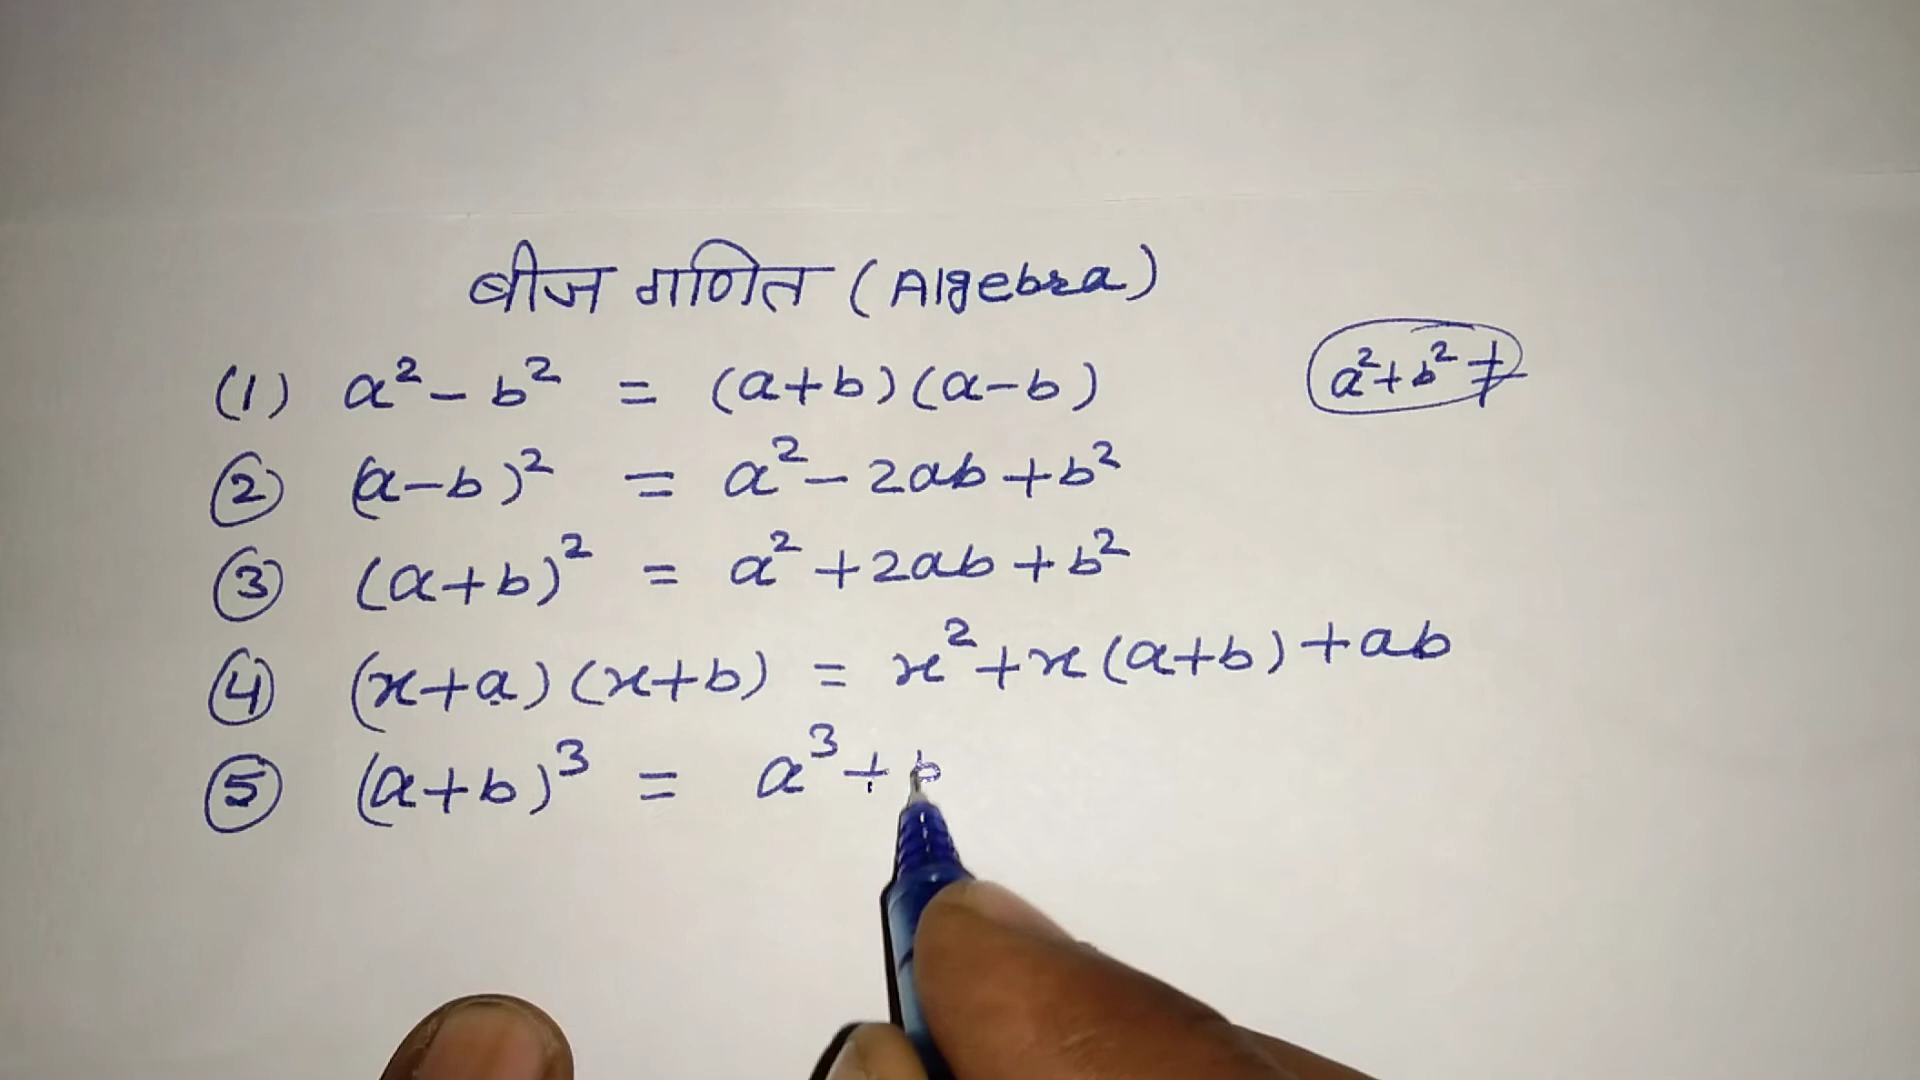 बीज गणित (Algebra)
(1) a² - b² = (a+b)(a-b)
a²+b² ≠
② (a-b)² = a² - 2ab + b²
③ (a+b)² = a² + 2ab + b²
④ (x+a)(x+b) = x² + x(a+b) + ab
⑤ (a+b)³ = a³ + b